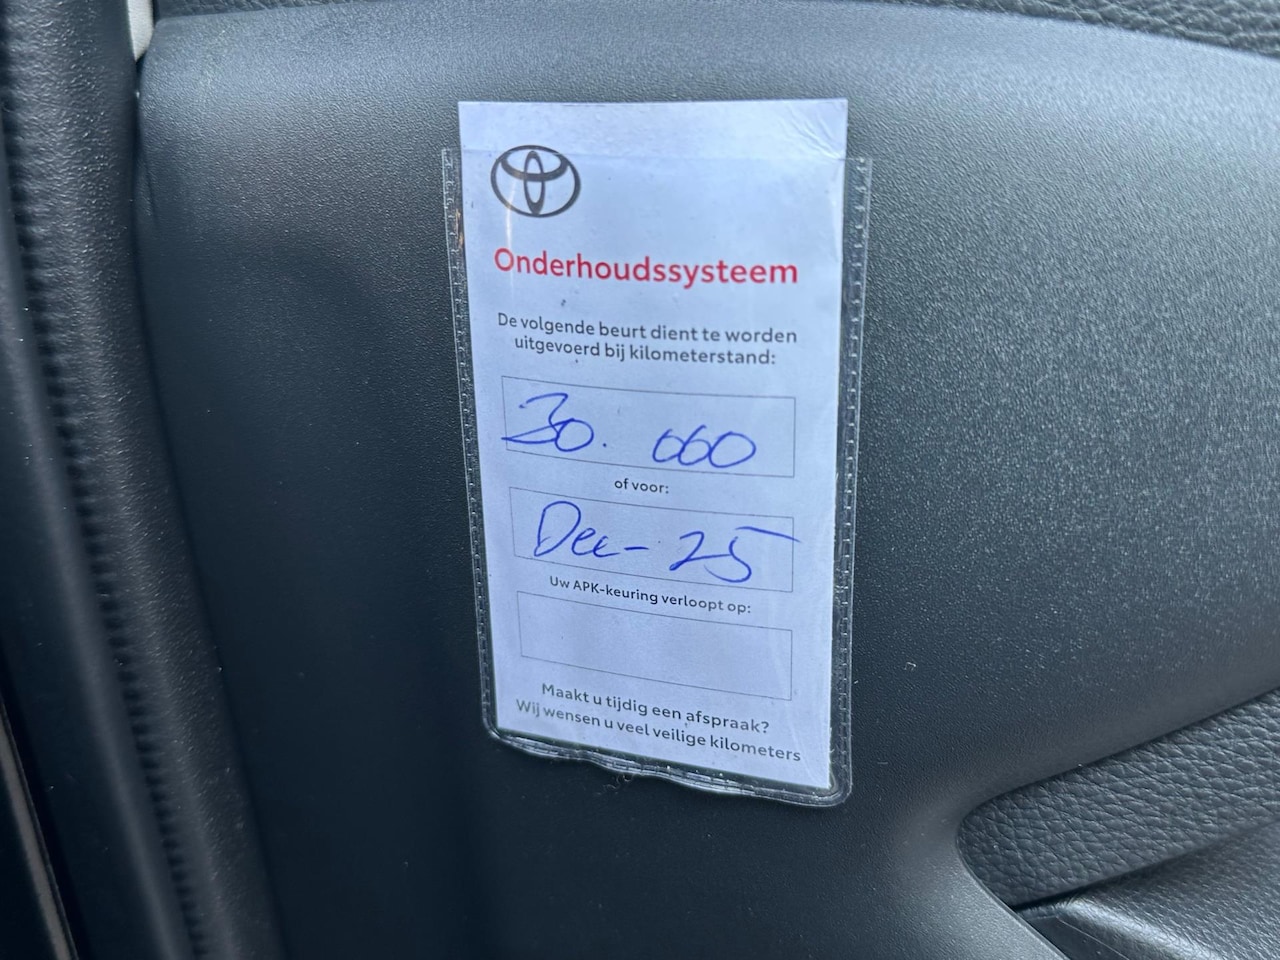 Onderhoudssysteem
De volgende beurt dient te worden
uitgevoerd bij kilometerstand:
30.000
of voor:
Dec-25
Uw APK-keuring verloopt op:
Maakt u tijdig een afspraak?
Wij wensen u veel veilige kilometers